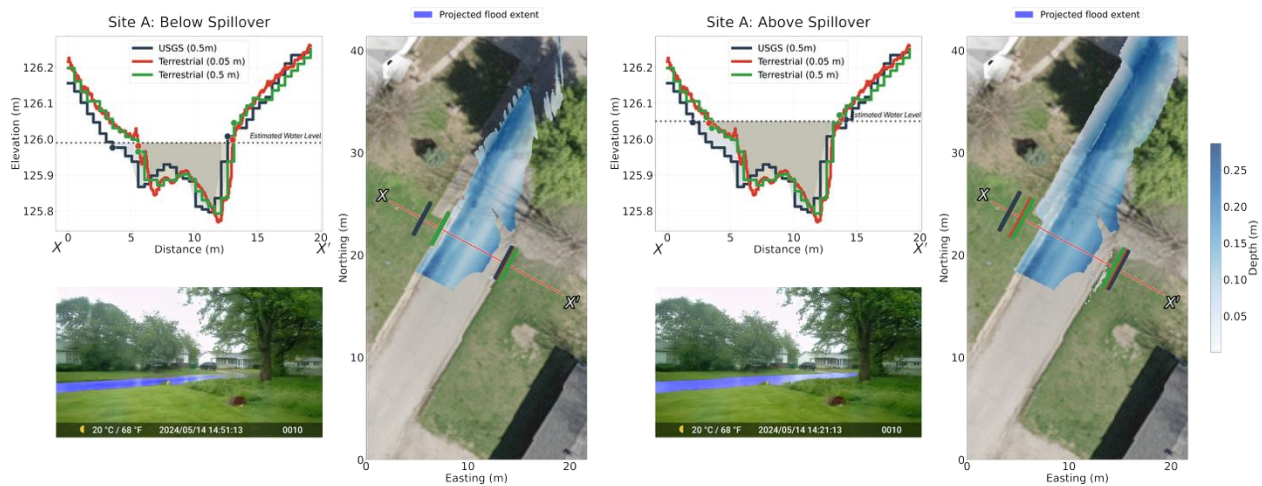 Site A: Below Spillover
USGS (0.5m)
Terrestrial (0.05 m)
Terrestrial (0.5 m)
Estimated Water Level
Elevation (m)
126.2
126.1
126.0
125.9
125.8
0 5 10 15 20
X Distance (m) X'
20 °C / 68 °F 2024/05/14 14:51:13 0010
Projected flood extent
Northing (m)
40
30
20
10
0
X
X'
0 10 20
Easting (m)
Site A: Above Spillover
USGS (0.5m)
Terrestrial (0.05 m)
Terrestrial (0.5 m)
Estimated Water Level
Elevation (m)
126.2
126.1
126.0
125.9
125.8
0 5 10 15 20
X Distance (m) X'
20 °C / 68 °F 2024/05/14 14:21:13 0010
Projected flood extent
Northing (m)
40
30
20
10
0
X
X'
0 10 20
Easting (m)
0.25
0.20
0.15
0.10
0.05
Depth (m)